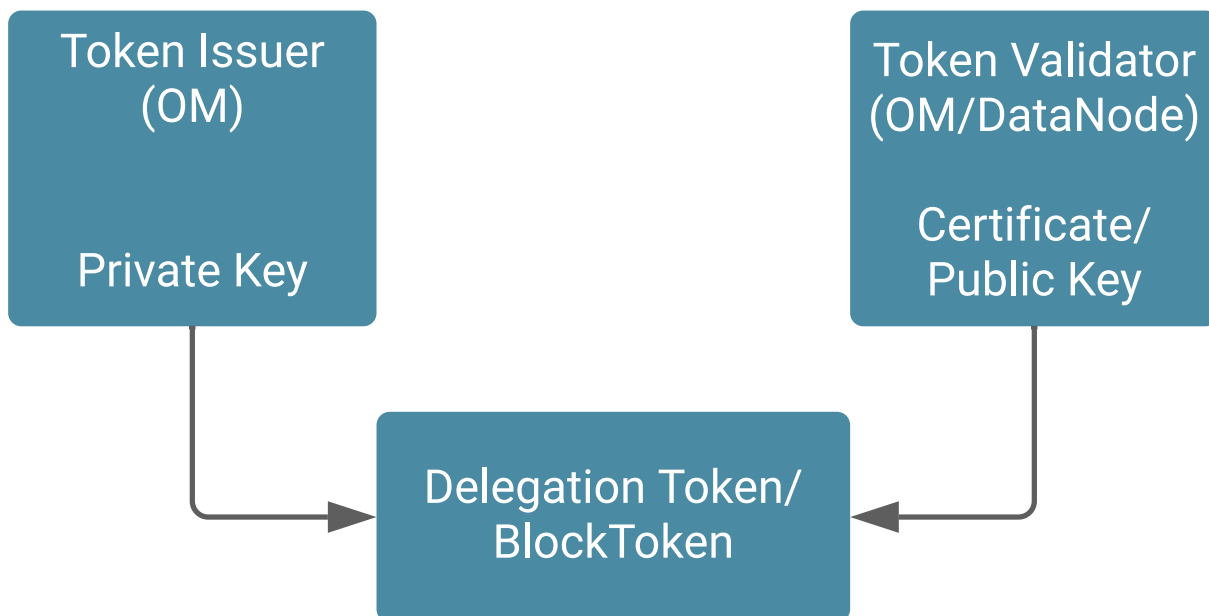 Token Issuer
(OM)
Private Key
Token Validator
(OM/DataNode)
Certificate/
Public Key
Delegation Token/
BlockToken